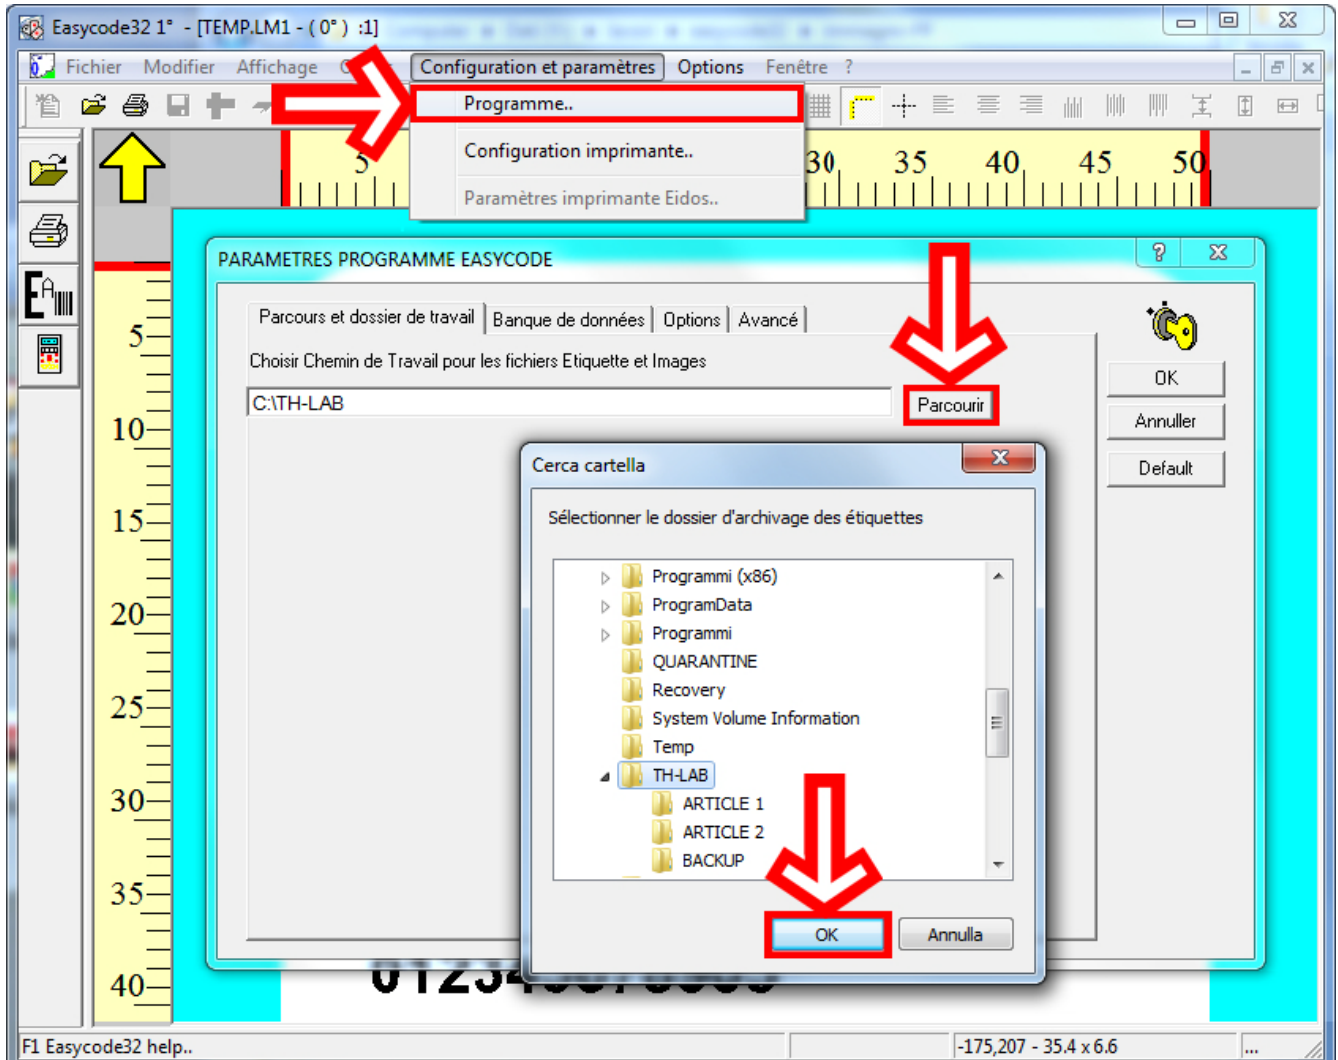 Easycode32 1° - [TEMP.LM1 - ( 0° ) :1]
Fichier Modifier Affichage Configuration et paramètres Options Fenêtre ?
Programme..
Configuration imprimante..
Paramètres imprimante Eidos..
5 30 35 40 45 50
PARAMETRES PROGRAMME EASYCODE
Parcours et dossier de travail Banque de données Options Avancé
Choisir Chemin de Travail pour les fichiers Etiquette et Images
C:\TH-LAB
Parcourir
OK
Annuller
Default
Cerca cartella
Sélectionner le dossier d'archivage des étiquettes
Programmi (x86)
ProgramData
Programmi
QUARANTINE
Recovery
System Volume Information
Temp
TH-LAB
ARTICLE 1
ARTICLE 2
BACKUP
OK Annulla
5
10
15
20
25
30
35
40
F1 Easycode32 help.. -175,207 - 35.4 x 6.6 ...